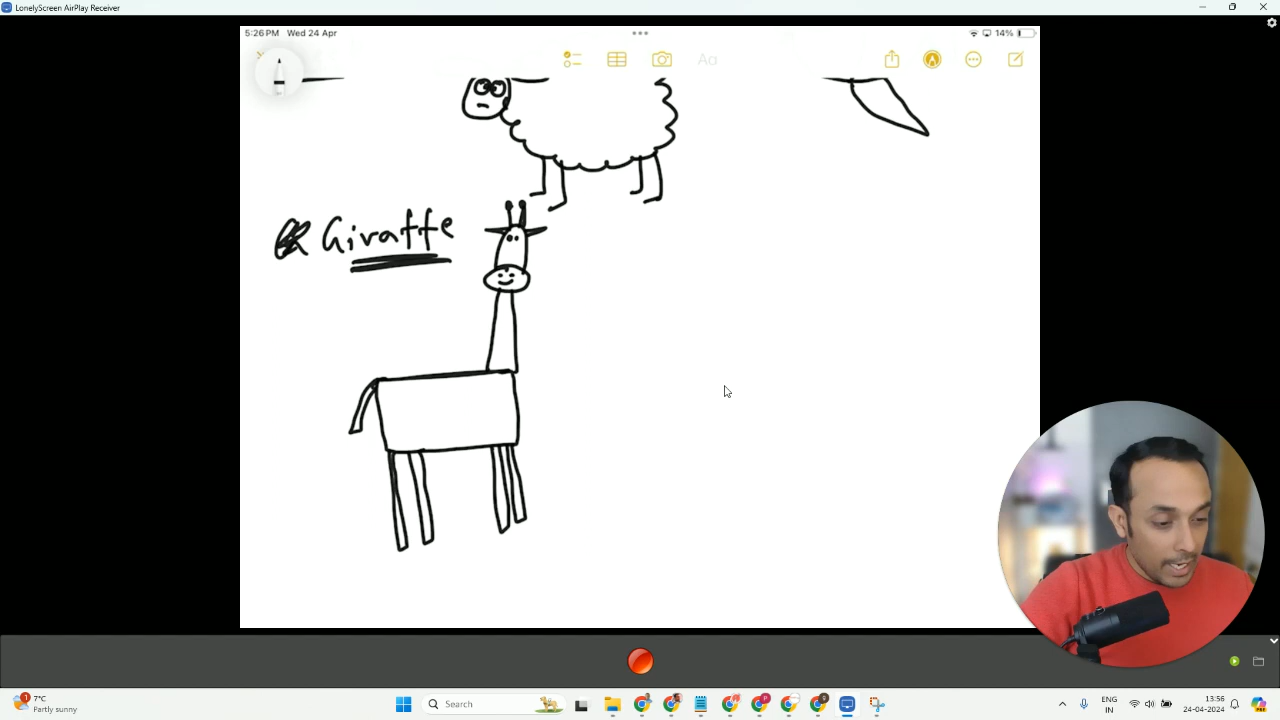 LonelyScreen AirPlay Receiver
5:26 PM Wed 24 Apr
14%
Aa
Giraffe
7°C
Partly sunny
Search
ENG
IN
13:56
24-04-2024